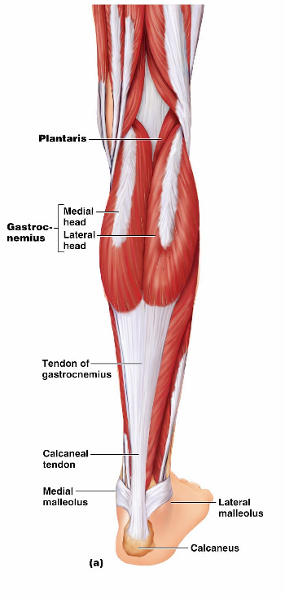 Plantaris
Gastroc-
nemius
Medial
head
Lateral
head
Tendon of
gastrocnemius
Calcaneal
tendon
Medial
malleolus
Lateral
malleolus
Calcaneus
(a)